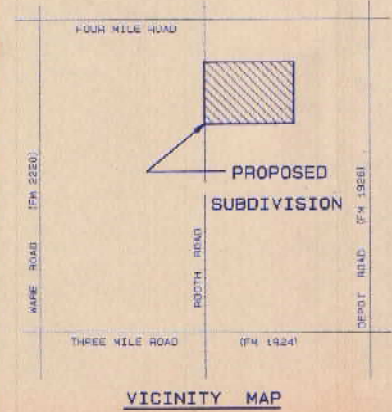 FOUR MILE ROAD
PROPOSED
SUBDIVISION
WARE ROAD (FM 2220)
ROOTH ROAD
DEPOT ROAD (FM 1926)
THREE MILE ROAD (FM 1924)
VICINITY MAP